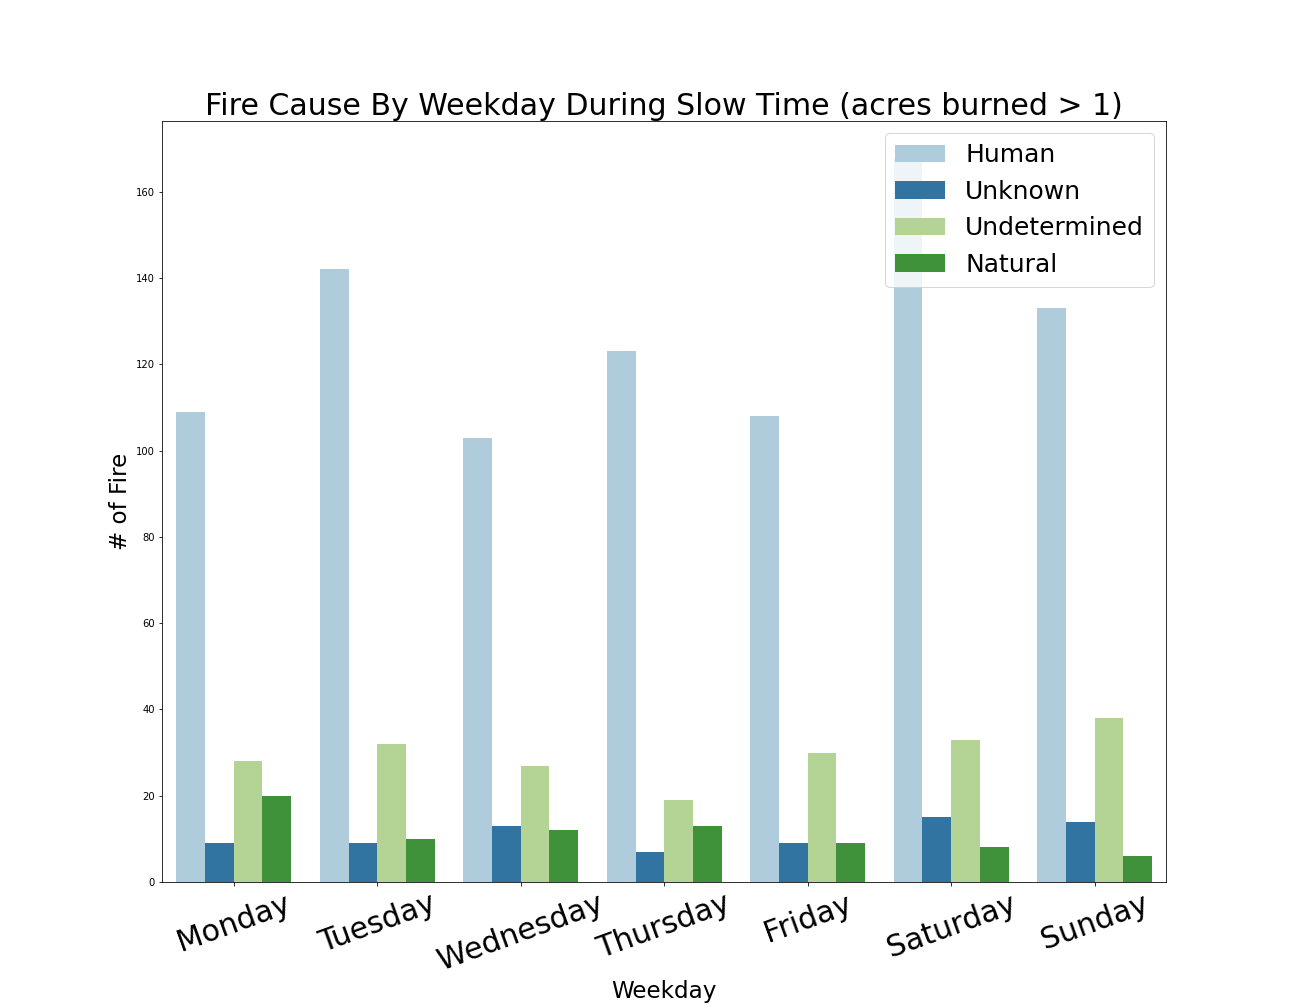 Fire Cause By Weekday During Slow Time (acres burned > 1)
Human
Unknown
Undetermined
Natural
160
140
120
100
80
60
40
20
0
# of Fire
Monday
Tuesday
Wednesday
Thursday
Friday
Saturday
Sunday
Weekday